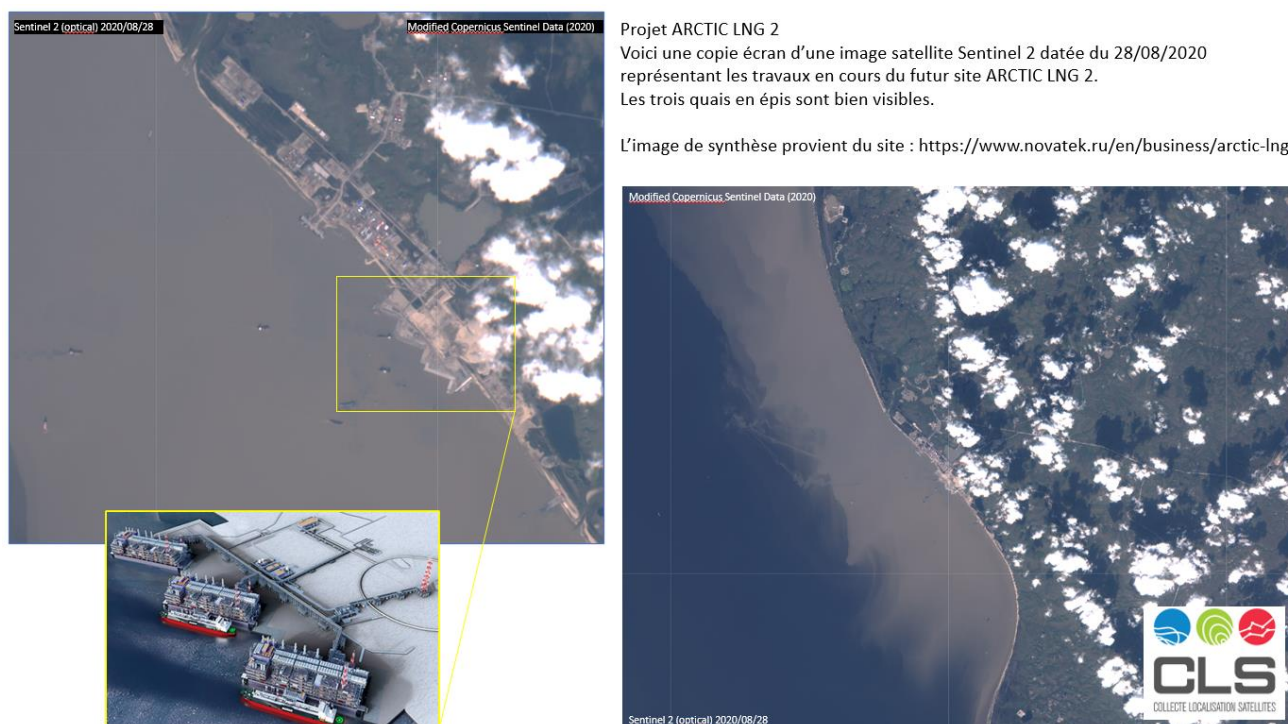 Sentinel 2 (optical) 2020/08/28
Modified Copernicus Sentinel Data (2020)
Projet ARCTIC LNG 2
Voici une copie écran d’une image satellite Sentinel 2 datée du 28/08/2020
représentant les travaux en cours du futur site ARCTIC LNG 2.
Les trois quais en épis sont bien visibles.
L’image de synthèse provient du site : https://www.novatek.ru/en/business/arctic-lng
Modified Copernicus Sentinel Data (2020)
Sentinel 2 (optical) 2020/08/28
CLS
COLLECTE LOCALISATION SATELLITES